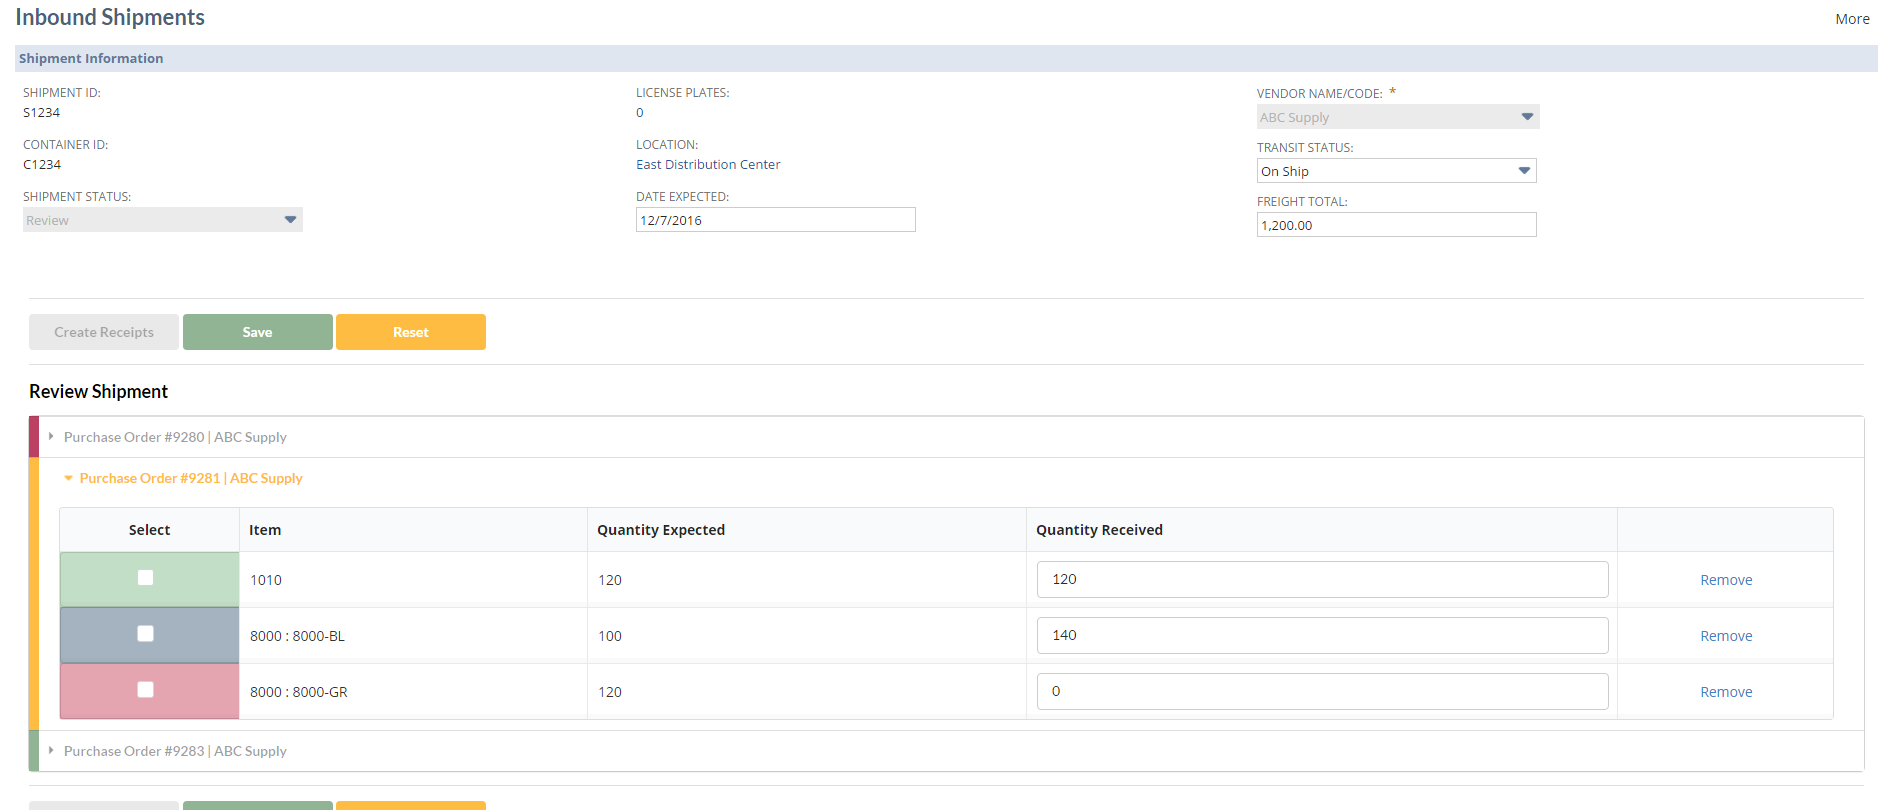 Inbound Shipments
More
Shipment Information
SHIPMENT ID:
S1234
CONTAINER ID:
C1234
SHIPMENT STATUS:
Review
LICENSE PLATES:
0
LOCATION:
East Distribution Center
DATE EXPECTED:
12/7/2016
VENDOR NAME/CODE: *
ABC Supply
TRANSIT STATUS:
On Ship
FREIGHT TOTAL:
1,200.00
Create Receipts Save Reset
Review Shipment
Purchase Order #9280 | ABC Supply
Purchase Order #9281 | ABC Supply
Select Item Quantity Expected Quantity Received
1010 120 120 Remove
8000 : 8000-BL 100 140 Remove
8000 : 8000-GR 120 0 Remove
Purchase Order #9283 | ABC Supply